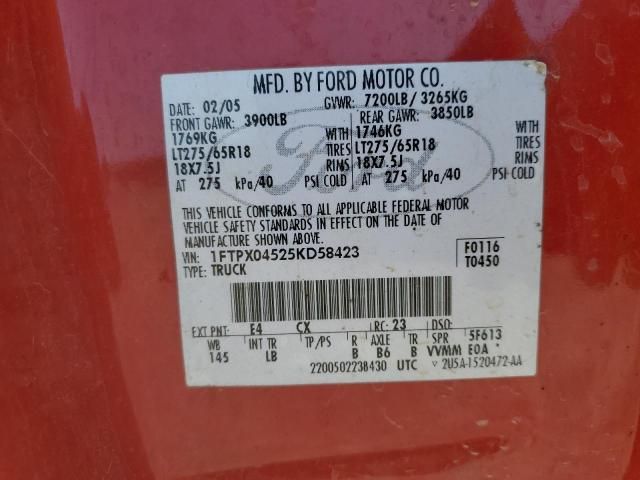 MFD. BY FORD MOTOR CO.
DATE: 02/05 GVWR: 7200LB/ 3265KG
FRONT GAWR: 3900LB REAR GAWR: 3850LB
1769KG WITH 1746KG WITH
LT275/65R18 TIRES LT275/65R18 TIRES
18X7.5J RIMS 18X7.5J RIMS
AT 275 kPa/40 PSI COLD AT 275 kPa/40 PSI COLD
Ford
THIS VEHICLE CONFORMS TO ALL APPLICABLE FEDERAL MOTOR
VEHICLE SAFETY STANDARDS IN EFFECT ON THE DATE OF
MANUFACTURE SHOWN ABOVE.
VIN: 1FTPX04525KD58423 F0116
TYPE: TRUCK T0450
EXT PNT: E4 CX RC: 23 DSO:
WB INT TR TP/PS R AXLE TR SPR 5F613
145 LB B B6 B VVMM E0A
2200502238430 UTC V 2U5A-1520472-AA